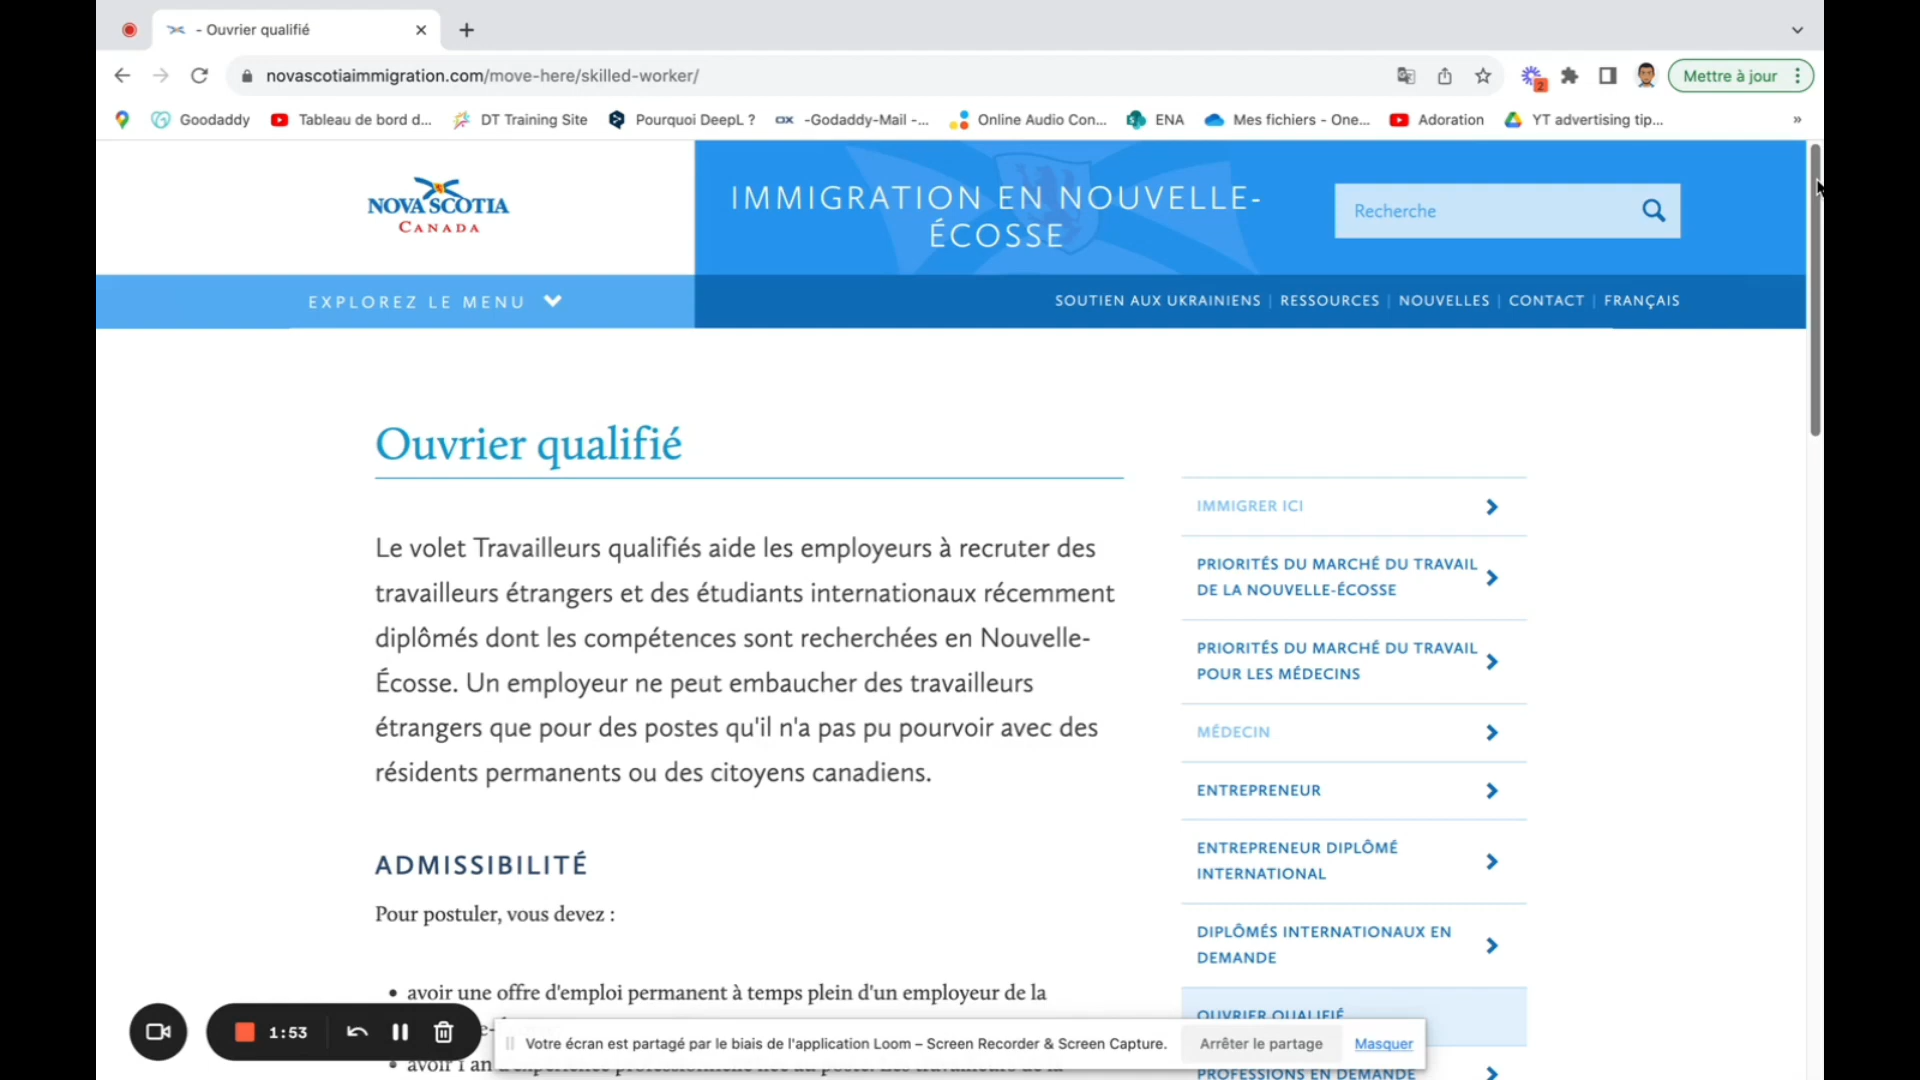 - Ouvrier qualifié
novascotiaimmigration.com/move-here/skilled-worker/
2
Mettre à jour
Goodaddy
Tableau de bord d...
DT Training Site
Pourquoi DeepL ?
OX
-Godaddy-Mail -...
Online Audio Con...
ENA
Mes fichiers - One...
Adoration
YT advertising tip...
»
NOVA SCOTIA
CANADA
IMMIGRATION EN NOUVELLE-
ÉCOSSE
Recherche
EXPLOREZ LE MENU
SOUTIEN AUX UKRAINIENS | RESSOURCES | NOUVELLES | CONTACT | FRANÇAIS
Ouvrier qualifié
Le volet Travailleurs qualifiés aide les employeurs à recruter des
travailleurs étrangers et des étudiants internationaux récemment
diplômés dont les compétences sont recherchées en Nouvelle-
Écosse. Un employeur ne peut embaucher des travailleurs
étrangers que pour des postes qu'il n'a pas pu pourvoir avec des
résidents permanents ou des citoyens canadiens.
ADMISSIBILITÉ
Pour postuler, vous devez :
• avoir une offre d'emploi permanent à temps plein d'un employeur de la
• avoir 1 an
IMMIGRER ICI
PRIORITÉS DU MARCHÉ DU TRAVAIL
DE LA NOUVELLE-ÉCOSSE
PRIORITÉS DU MARCHÉ DU TRAVAIL
POUR LES MÉDECINS
MÉDECIN
ENTREPRENEUR
ENTREPRENEUR DIPLÔMÉ
INTERNATIONAL
DIPLÔMÉS INTERNATIONAUX EN
DEMANDE
OUVRIER QUALIFIÉ
PROFESSIONS EN DEMANDE
1:53
Votre écran est partagé par le biais de l'application Loom – Screen Recorder & Screen Capture.
Arrêter le partage
Masquer